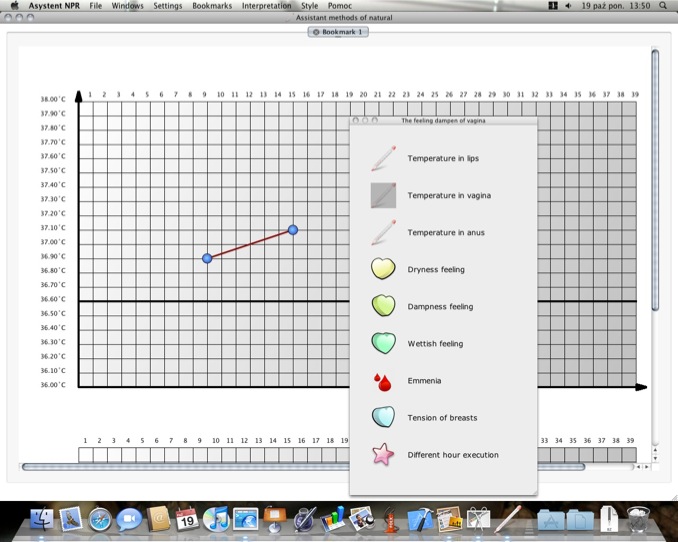 Asystent NPR File Windows Settings Bookmarks Interpretation Style Pomoc 1 19 paź pon. 13:50
Assistant methods of natural
Bookmark 1
1 2 3 4 5 6 7 8 9 10 11 12 13 14 15 16 17 18 19 20 21 22 23 24 25 26 27 28 29 30 31 32 33 34 35 36 37 38 39
38.00°C
37.90°C
37.80°C
37.70°C
37.60°C
37.50°C
37.40°C
37.30°C
37.20°C
37.10°C
37.00°C
36.90°C
36.80°C
36.70°C
36.60°C
36.50°C
36.40°C
36.30°C
36.20°C
36.10°C
36.00°C
The feeling dampen of vagina
Temperature in lips
Temperature in vagina
Temperature in anus
Dryness feeling
Dampness feeling
Wettish feeling
Emmenia
Tension of breasts
Different hour execution
1 2 3 4 5 6 7 8 9 10 11 12 13 14 15 16 17 18 19 33 34 35 36 37 38 39
19